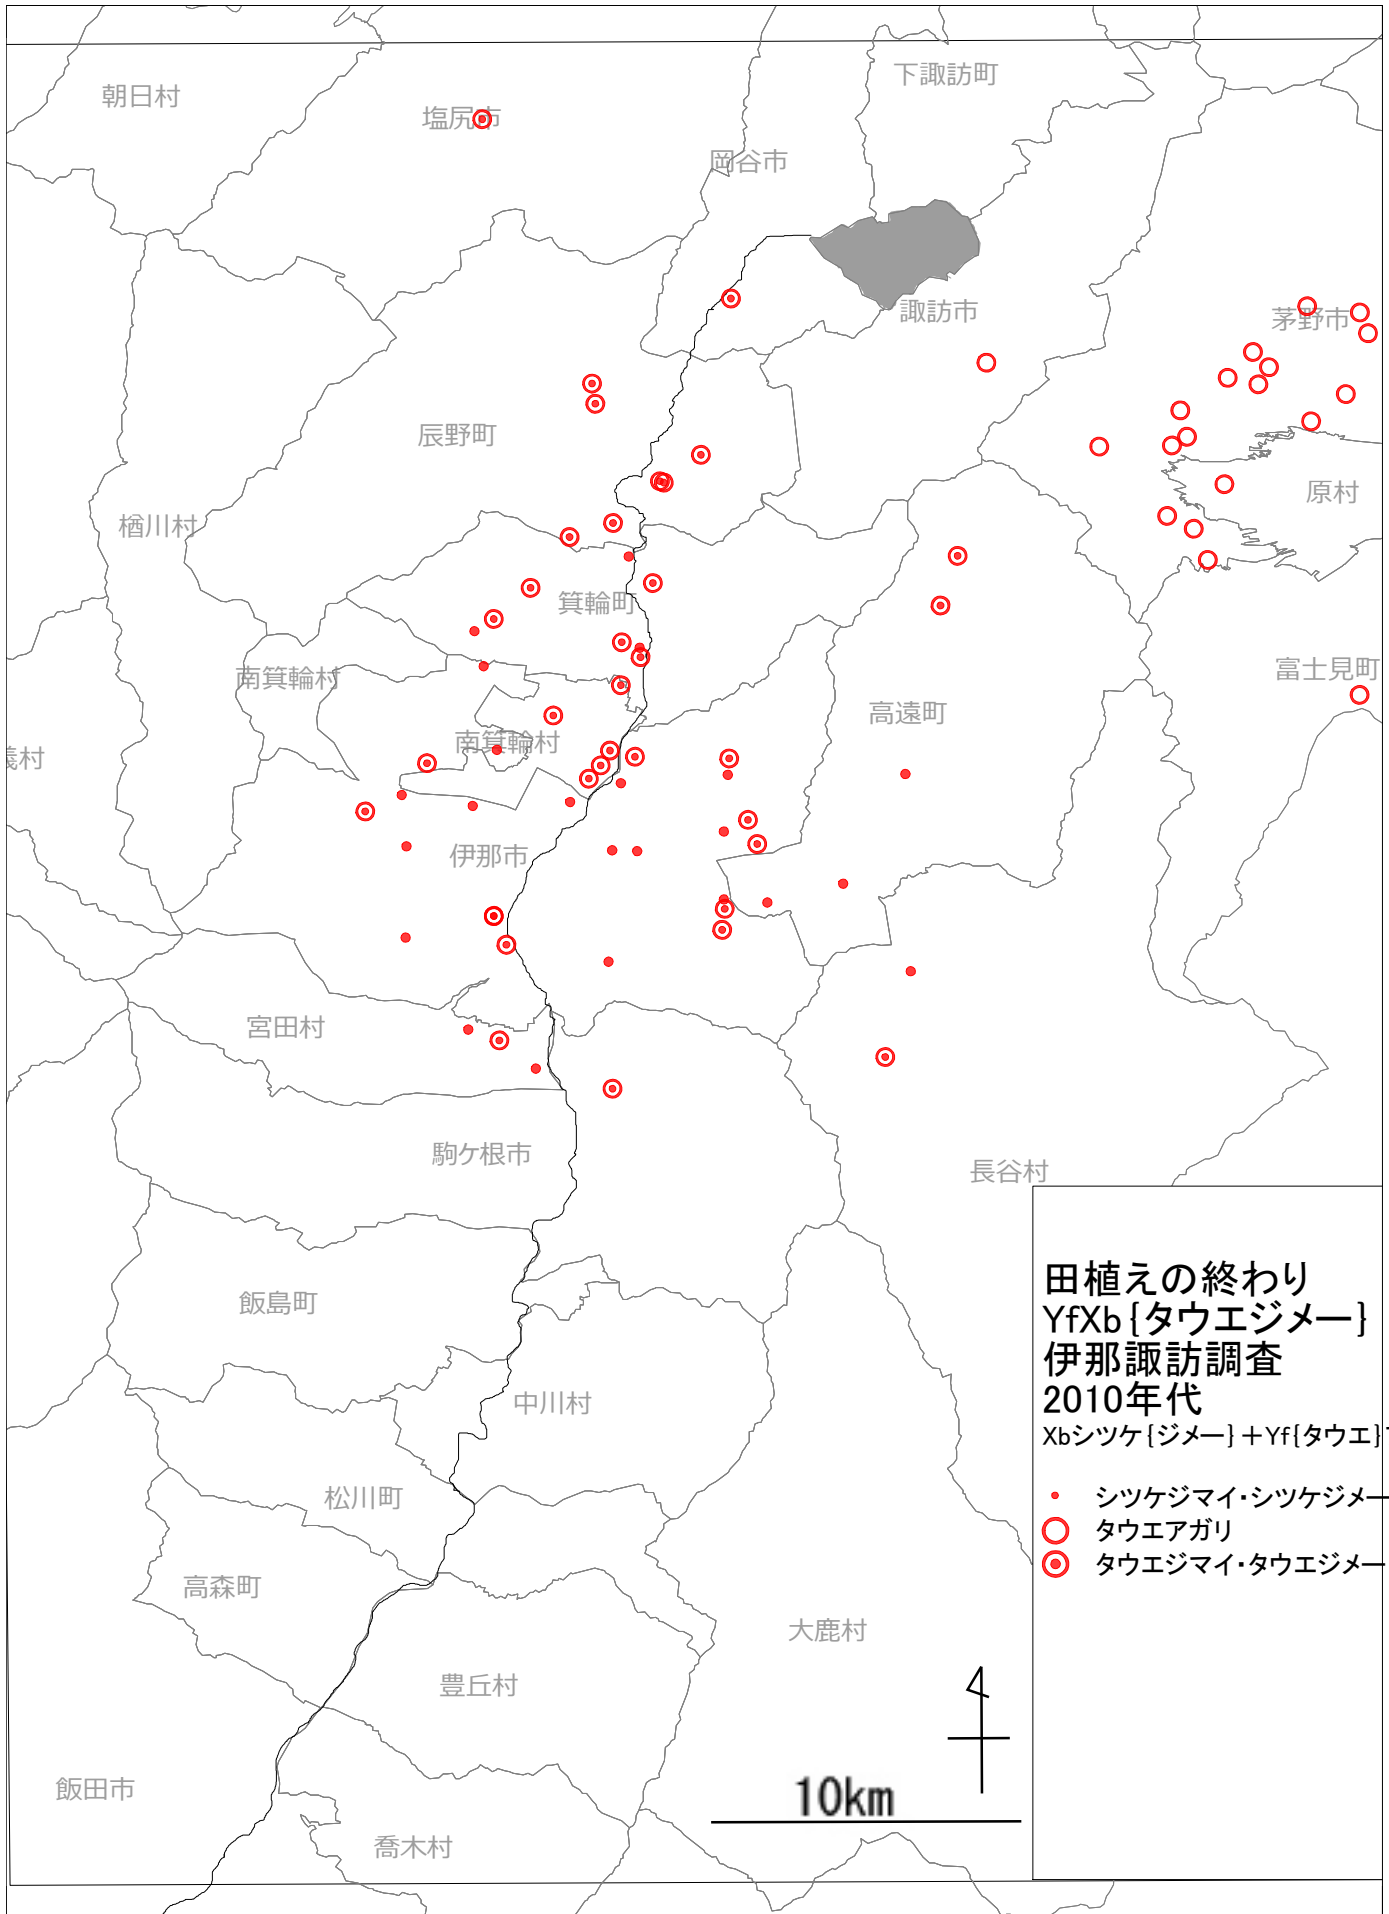 下諏訪町
朝日村
塩尻市
岡谷市
諏訪市
茅野市
辰野町
原村
楢川村
箕輪町
南箕輪村
富士見町
高遠町
南箕輪村
義村
伊那市
宮田村
駒ケ根市
長谷村
飯島町
中川村
松川町
高森町
大鹿村
豊丘村
飯田市
喬木村
10km
田植えの終わり
YfXb{タウエジメー}
伊那諏訪調査
2010年代
Xbシツケ{ジメー}+Yf{タウエ}
シツケジマイ・シツケジメー
タウエアガリ
タウエジマイ・タウエジメー